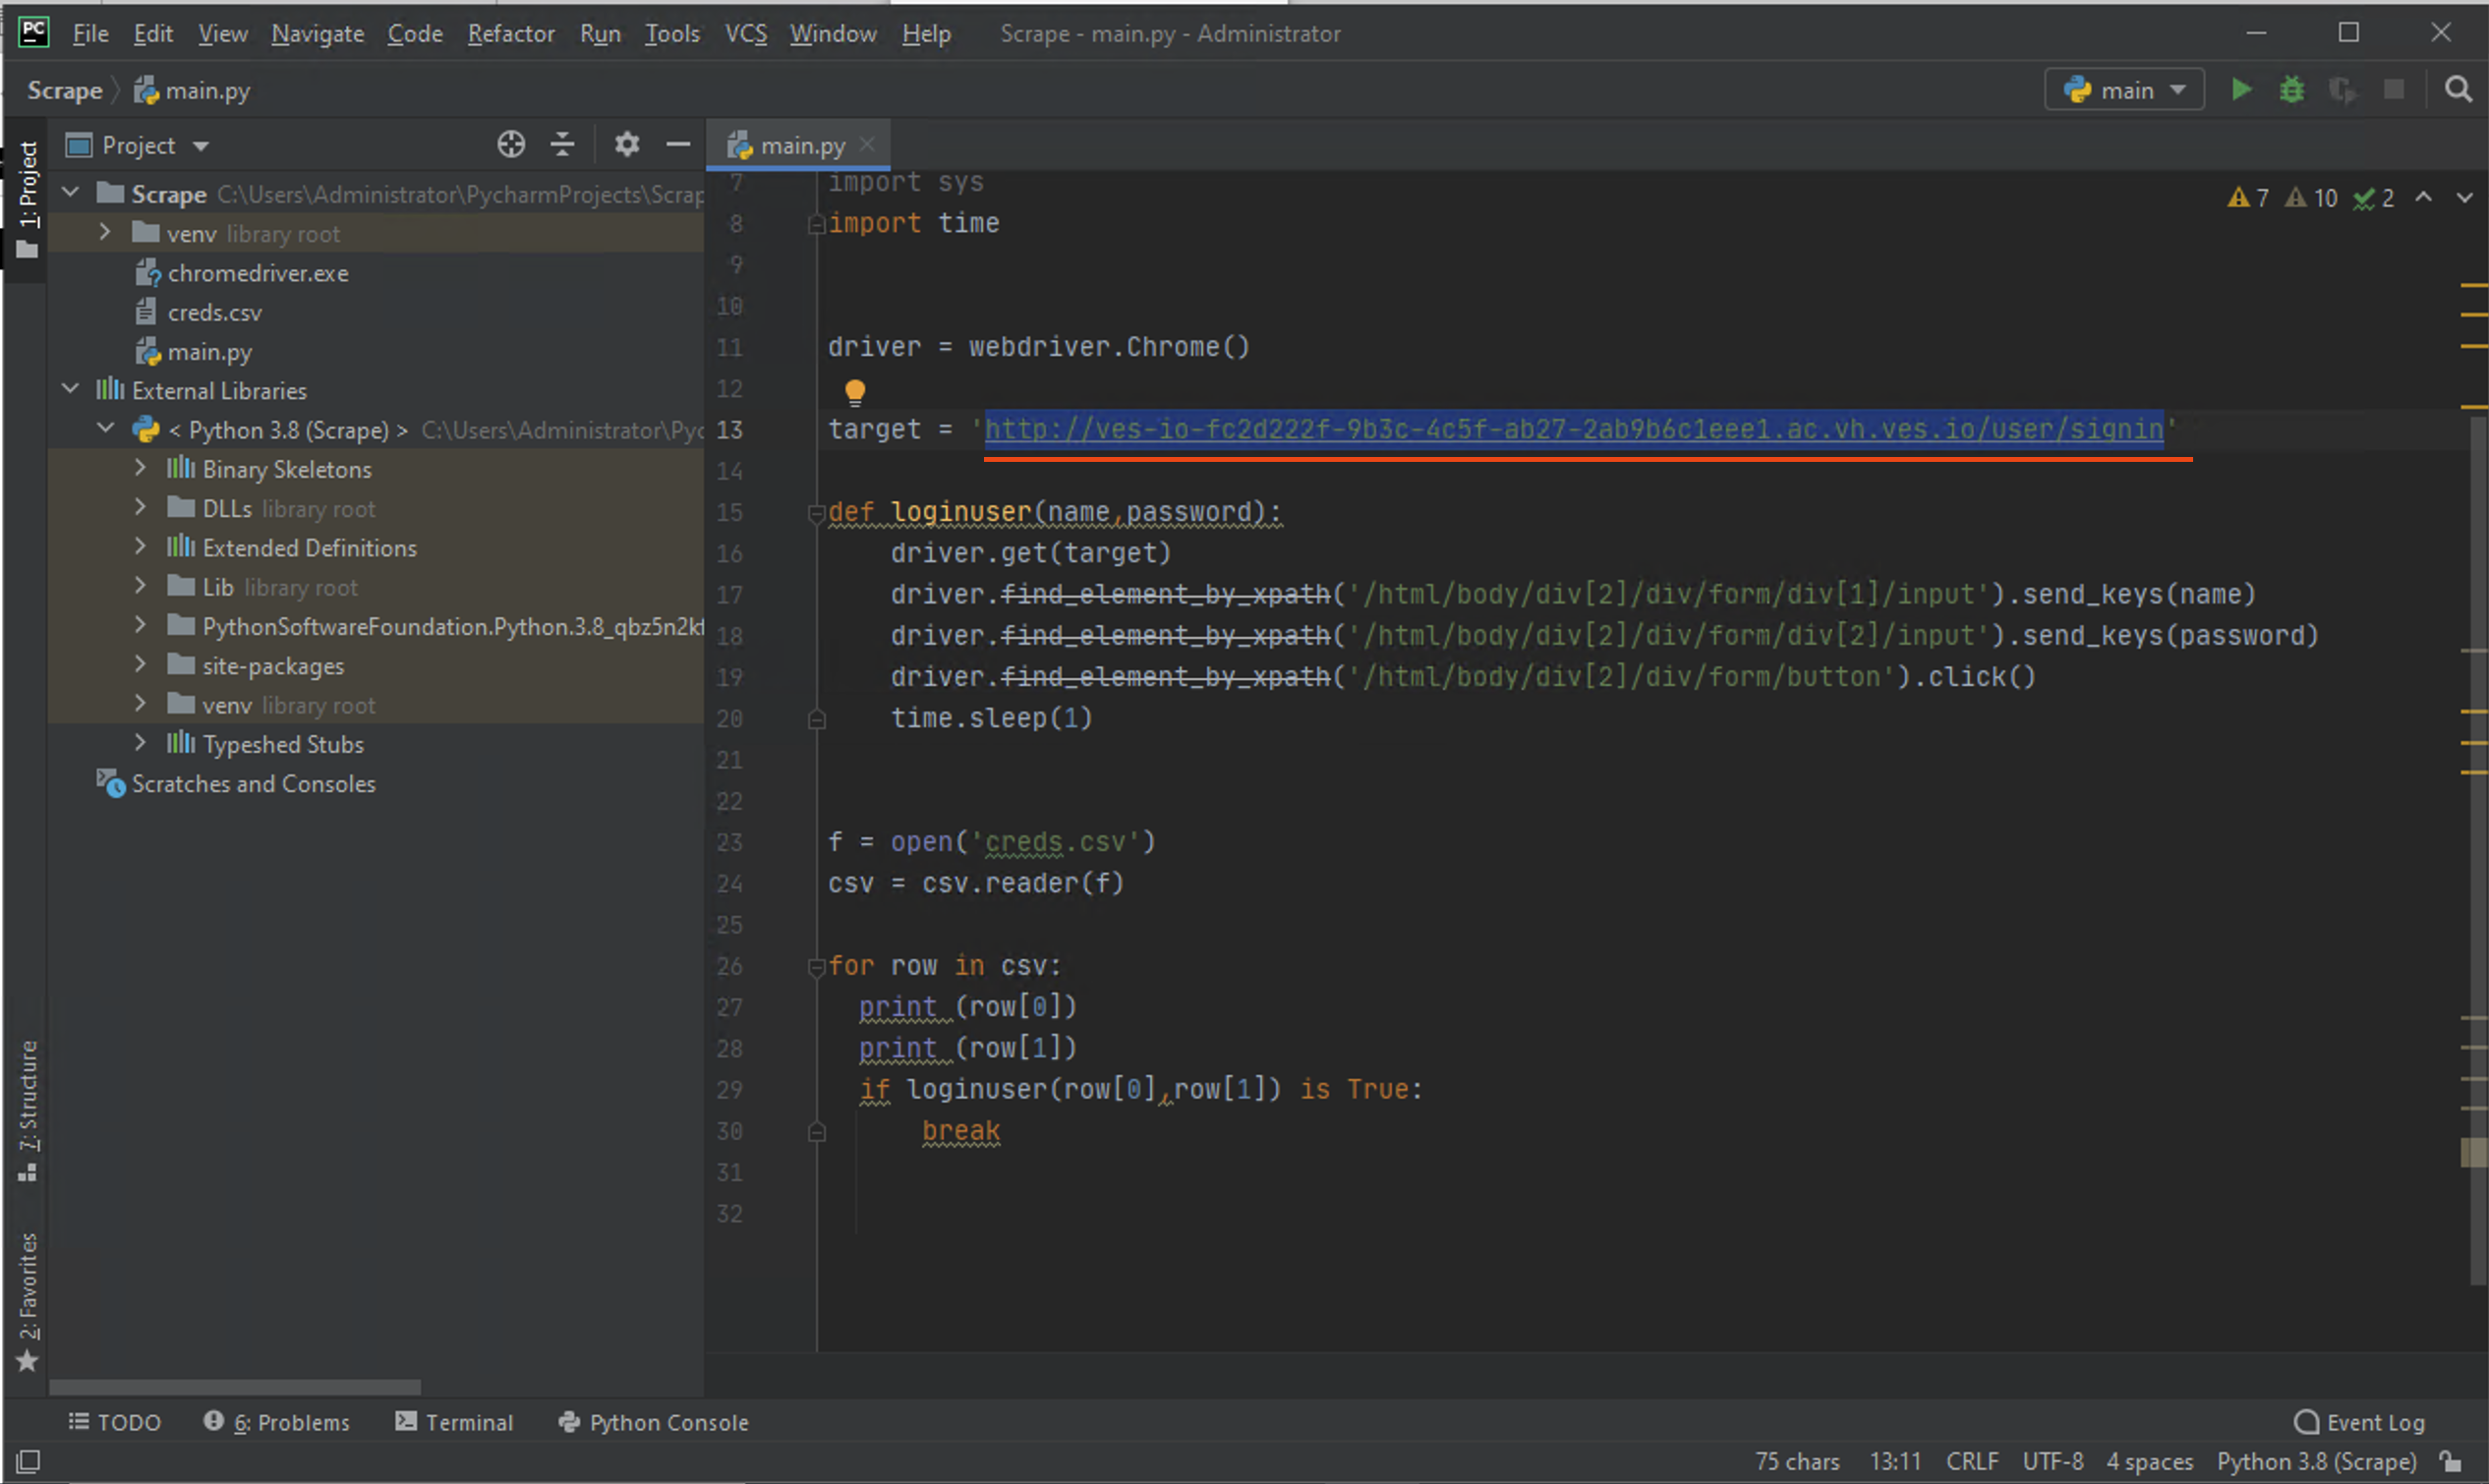 PC File Edit View Navigate Code Refactor Run Tools VCS Window Help Scrape - main.py - Administrator
Scrape main.py main
1: Project
Project
main.py
Scrape C:\Users\Administrator\PycharmProjects\Scrap
venv library root
chromedriver.exe
creds.csv
main.py
External Libraries
< Python 3.8 (Scrape) > C:\Users\Administrator\Pyc
Binary Skeletons
DLLs library root
Extended Definitions
Lib library root
PythonSoftwareFoundation.Python.3.8_qbz5n2kf
site-packages
venv library root
Typeshed Stubs
Scratches and Consoles
7: Structure
2: Favorites
7 10 2
7 import sys
8 import time
9
10
11 driver = webdriver.Chrome()
12
13 target = 'http://ves-io-fc2d222f-9b3c-4c5f-ab27-2ab9b6c1eee1.ac.vh.ves.io/user/signin'
14
15 def loginuser(name,password):
16 driver.get(target)
17 driver.find_element_by_xpath('/html/body/div[2]/div/form/div[1]/input').send_keys(name)
18 driver.find_element_by_xpath('/html/body/div[2]/div/form/div[2]/input').send_keys(password)
19 driver.find_element_by_xpath('/html/body/div[2]/div/form/button').click()
20 time.sleep(1)
21
22
23 f = open('creds.csv')
24 csv = csv.reader(f)
25
26 for row in csv:
27 print (row[0])
28 print (row[1])
29 if loginuser(row[0],row[1]) is True:
30 break
31
32
TODO 6: Problems Terminal Python Console Event Log
75 chars 13:11 CRLF UTF-8 4 spaces Python 3.8 (Scrape)